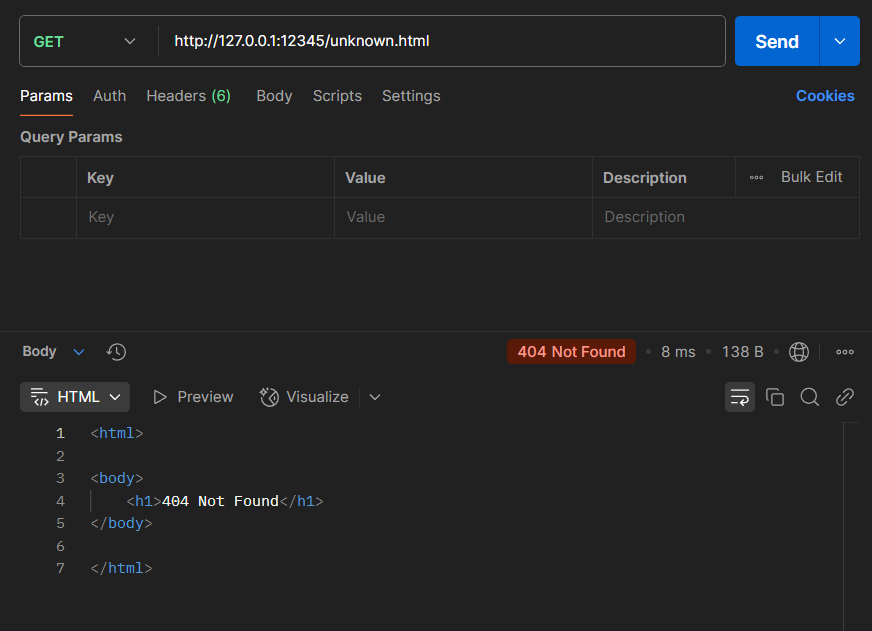 GET http://127.0.0.1:12345/unknown.html Send
Params Auth Headers (6) Body Scripts Settings Cookies
Query Params
Key Value Description Bulk Edit
Key Value Description
Body 404 Not Found 8 ms 138 B
HTML Preview Visualize
1 <html>
2
3 <body>
4 <h1>404 Not Found</h1>
5 </body>
6
7 </html>